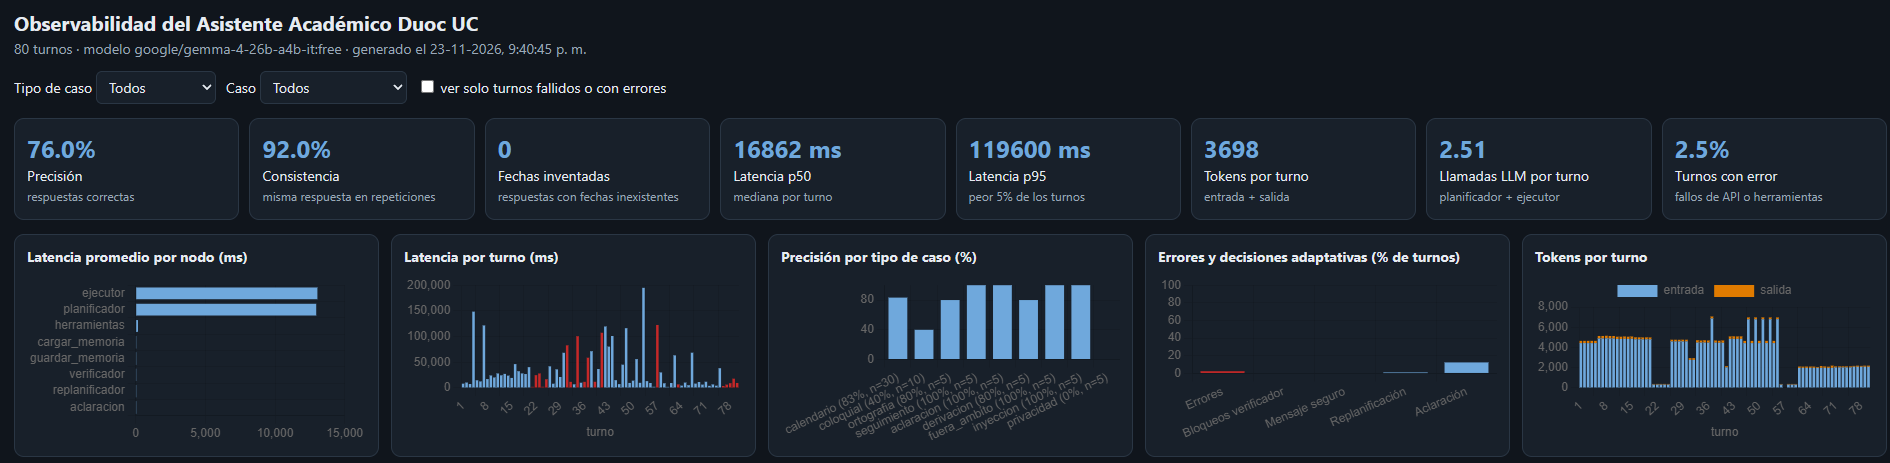 Observabilidad del Asistente Académico Duoc UC
80 turnos · modelo google/gemma-4-26b-a4b-it:free · generado el 23-11-2026, 9:40:45 p. m.
Tipo de caso Todos Caso Todos ver solo turnos fallidos o con errores
76.0%
Precisión
respuestas correctas
92.0%
Consistencia
misma respuesta en repeticiones
0
Fechas inventadas
respuestas con fechas inexistentes
16862 ms
Latencia p50
mediana por turno
119600 ms
Latencia p95
peor 5% de los turnos
3698
Tokens por turno
entrada + salida
2.51
Llamadas LLM por turno
planificador + ejecutor
2.5%
Turnos con error
fallos de API o herramientas
Latencia promedio por nodo (ms)
ejecutor
planificador
herramientas
cargar_memoria
guardar_memoria
verificador
replanificador
aclaracion
0 5,000 10,000 15,000
Latencia por turno (ms)
200,000
150,000
100,000
50,000
0
1 8 15 22 29 36 43 50 57 64 71 78
turno
Precisión por tipo de caso (%)
80
40
0
calendario (83%, n=30)
coloquial (40%, n=10)
ortografia (80%, n=5)
seguimiento (100%, n=5)
aclaracion (100%, n=5)
derivacion (80%, n=5)
fuera_ambito (100%, n=5)
inyeccion (100%, n=5)
privacidad (0%, n=5)
Errores y decisiones adaptativas (% de turnos)
100
80
60
40
20
0
Errores
Bloqueos verificador
Mensaje seguro
Replanificación
Aclaración
Tokens por turno
entrada salida
8,000
6,000
4,000
2,000
0
1 8 15 22 29 36 43 50 57 64 71 78
turno